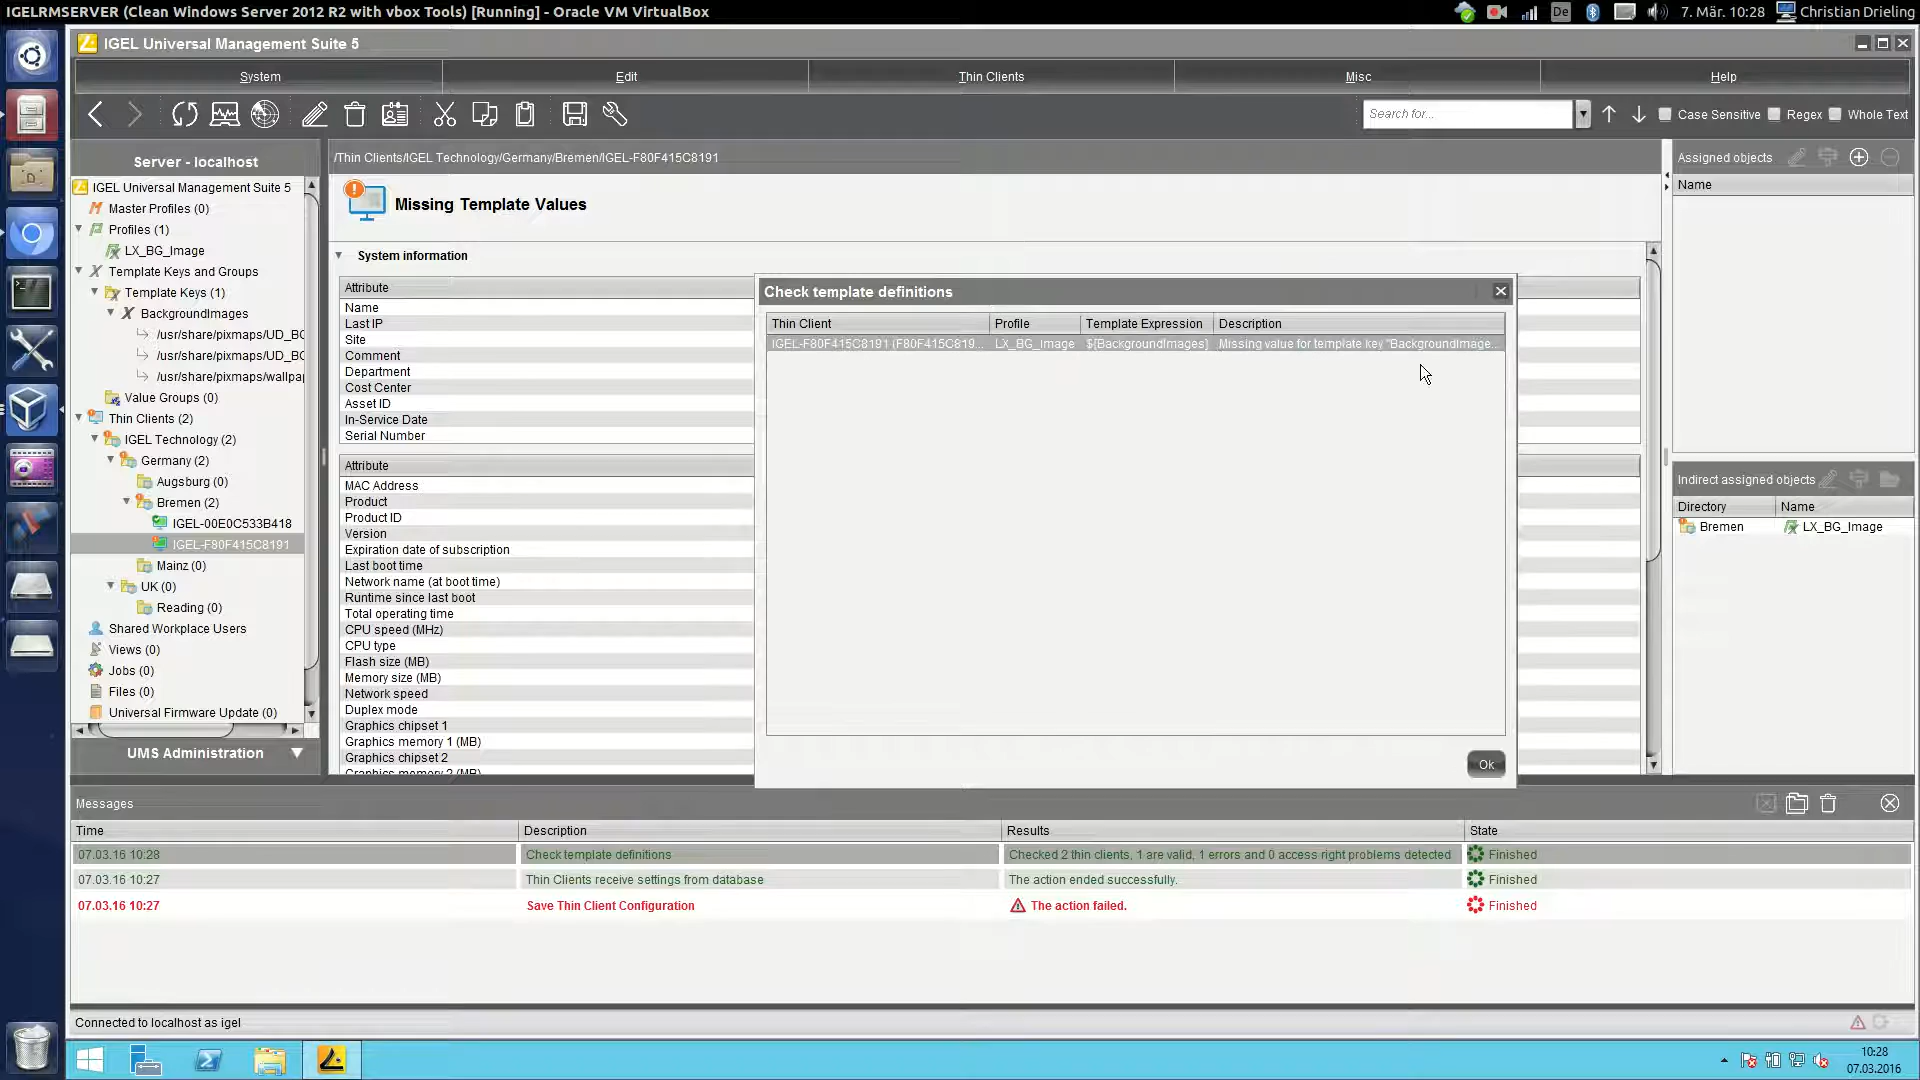 IGELRMSERVER (Clean Windows Server 2012 R2 with vbox Tools) [Running] - Oracle VM VirtualBox
De
7. Mär. 10:28
Christian Drieling
IGEL Universal Management Suite 5
System
Edit
Thin Clients
Misc
Help
Search for...
Case Sensitive
Regex
Whole Text
Server - localhost
IGEL Universal Management Suite 5
Master Profiles (0)
Profiles (1)
LX_BG_Image
Template Keys and Groups
Template Keys (1)
BackgroundImages
/usr/share/pixmaps/UD_BG
/usr/share/pixmaps/UD_BG
/usr/share/pixmaps/wallpap
Value Groups (0)
Thin Clients (2)
IGEL Technology (2)
Germany (2)
Augsburg (0)
Bremen (2)
IGEL-00E0C533B418
IGEL-F80F415C8191
Mainz (0)
UK (0)
Reading (0)
Shared Workplace Users
Views (0)
Jobs (0)
Files (0)
Universal Firmware Update (0)
UMS Administration
/Thin Clients/IGEL Technology/Germany/Bremen/IGEL-F80F415C8191
Missing Template Values
System information
Attribute
Name
Last IP
Site
Comment
Department
Cost Center
Asset ID
In-Service Date
Serial Number
Attribute
MAC Address
Product
Product ID
Version
Expiration date of subscription
Last boot time
Network name (at boot time)
Runtime since last boot
Total operating time
CPU speed (MHz)
CPU type
Flash size (MB)
Memory size (MB)
Network speed
Duplex mode
Graphics chipset 1
Graphics memory 1 (MB)
Graphics chipset 2
Graphics memory 2 (MB)
Check template definitions
Thin Client
Profile
Template Expression
Description
IGEL-F80F415C8191 (F80F415C819...
LX_BG_Image
${BackgroundImages}
Missing value for template key "BackgroundImage...
Ok
Assigned objects
Name
Indirect assigned objects
Directory
Name
Bremen
LX_BG_Image
Messages
Time
Description
Results
State
07.03.16 10:28
Check template definitions
Checked 2 thin clients, 1 are valid, 1 errors and 0 access right problems detected
Finished
07.03.16 10:27
Thin Clients receive settings from database
The action ended successfully.
Finished
07.03.16 10:27
Save Thin Client Configuration
The action failed.
Finished
Connected to localhost as igel
10:28
07.03.2016